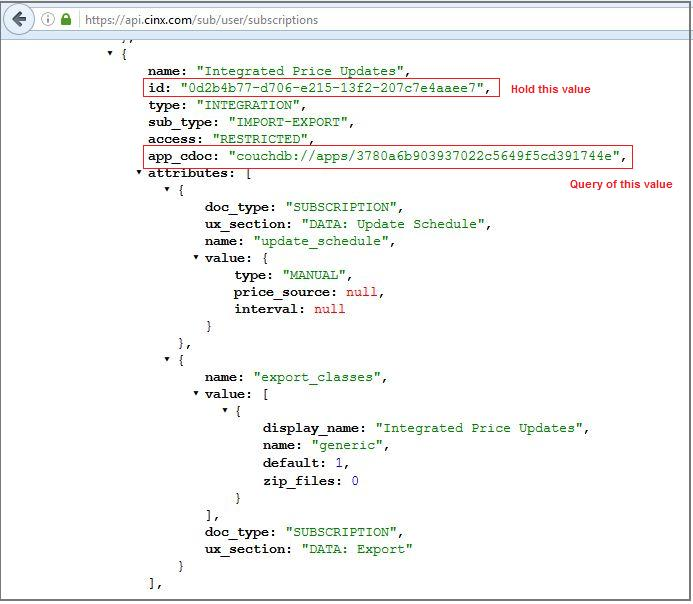 https://api.cinx.com/sub/user/subscriptions
},
{
name: "Integrated Price Updates",
id: "0d2b4b77-d706-e215-13f2-207c7e4aaee7",
Hold this value
type: "INTEGRATION",
sub_type: "IMPORT-EXPORT",
access: "RESTRICTED",
app_cdoc: "couchdb://apps/3780a6b903937022c5649f5cd391744e",
Query of this value
attributes: [
{
doc_type: "SUBSCRIPTION",
ux_section: "DATA: Update Schedule",
name: "update_schedule",
value: {
type: "MANUAL",
price_source: null,
interval: null
}
},
{
name: "export_classes",
value: [
{
display_name: "Integrated Price Updates",
name: "generic",
default: 1,
zip_files: 0
}
],
doc_type: "SUBSCRIPTION",
ux_section: "DATA: Export"
}
],